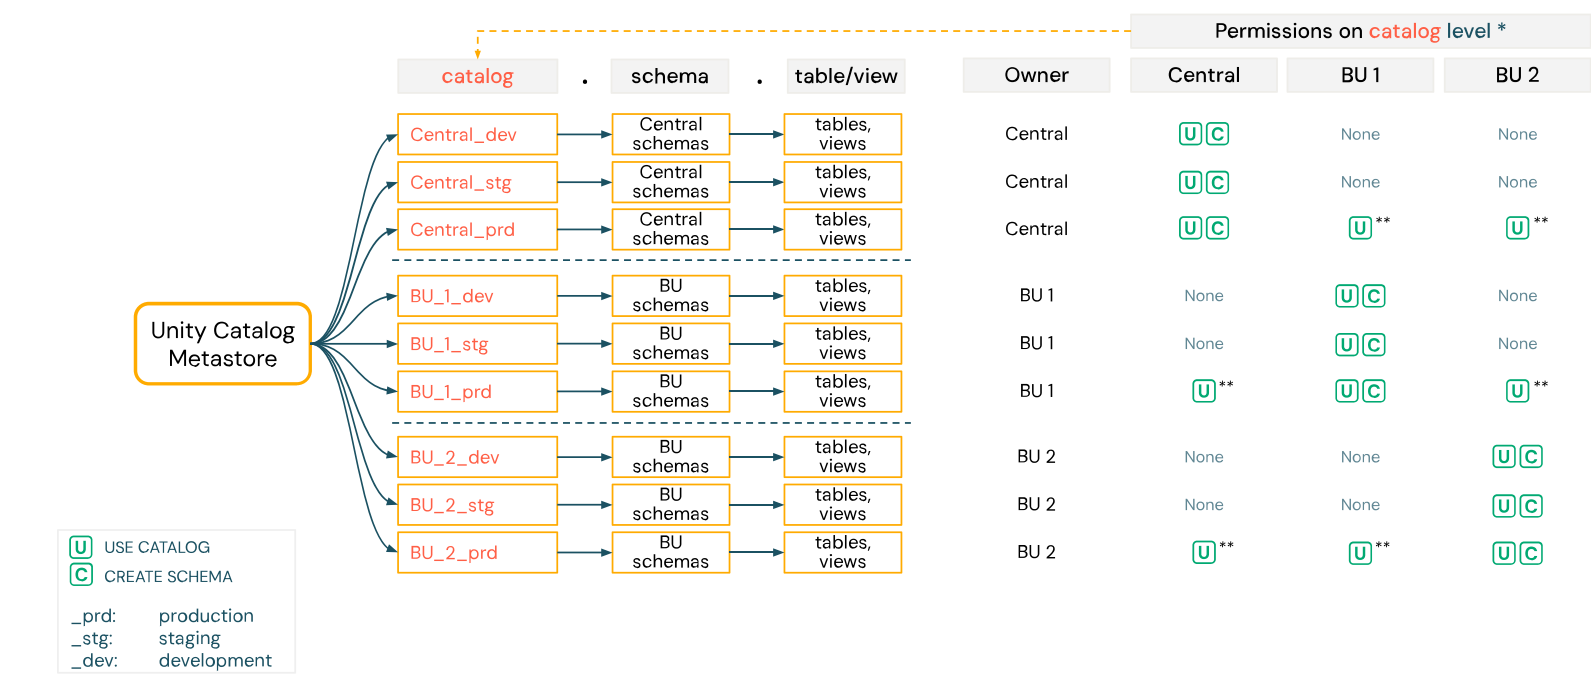 Permissions on catalog level *
catalog . schema . table/view Owner Central BU 1 BU 2
Central_dev Central schemas tables, views Central U C None None
Central_stg Central schemas tables, views Central U C None None
Central_prd Central schemas tables, views Central U C U ** U **
BU_1_dev BU schemas tables, views BU 1 None U C None
Unity Catalog
Metastore
BU_1_stg BU schemas tables, views BU 1 None U C None
BU_1_prd BU schemas tables, views BU 1 U ** U C U **
BU_2_dev BU schemas tables, views BU 2 None None U C
BU_2_stg BU schemas tables, views BU 2 None None U C
BU_2_prd BU schemas tables, views BU 2 U ** U ** U C
U USE CATALOG
C CREATE SCHEMA
_prd: production
_stg: staging
_dev: development